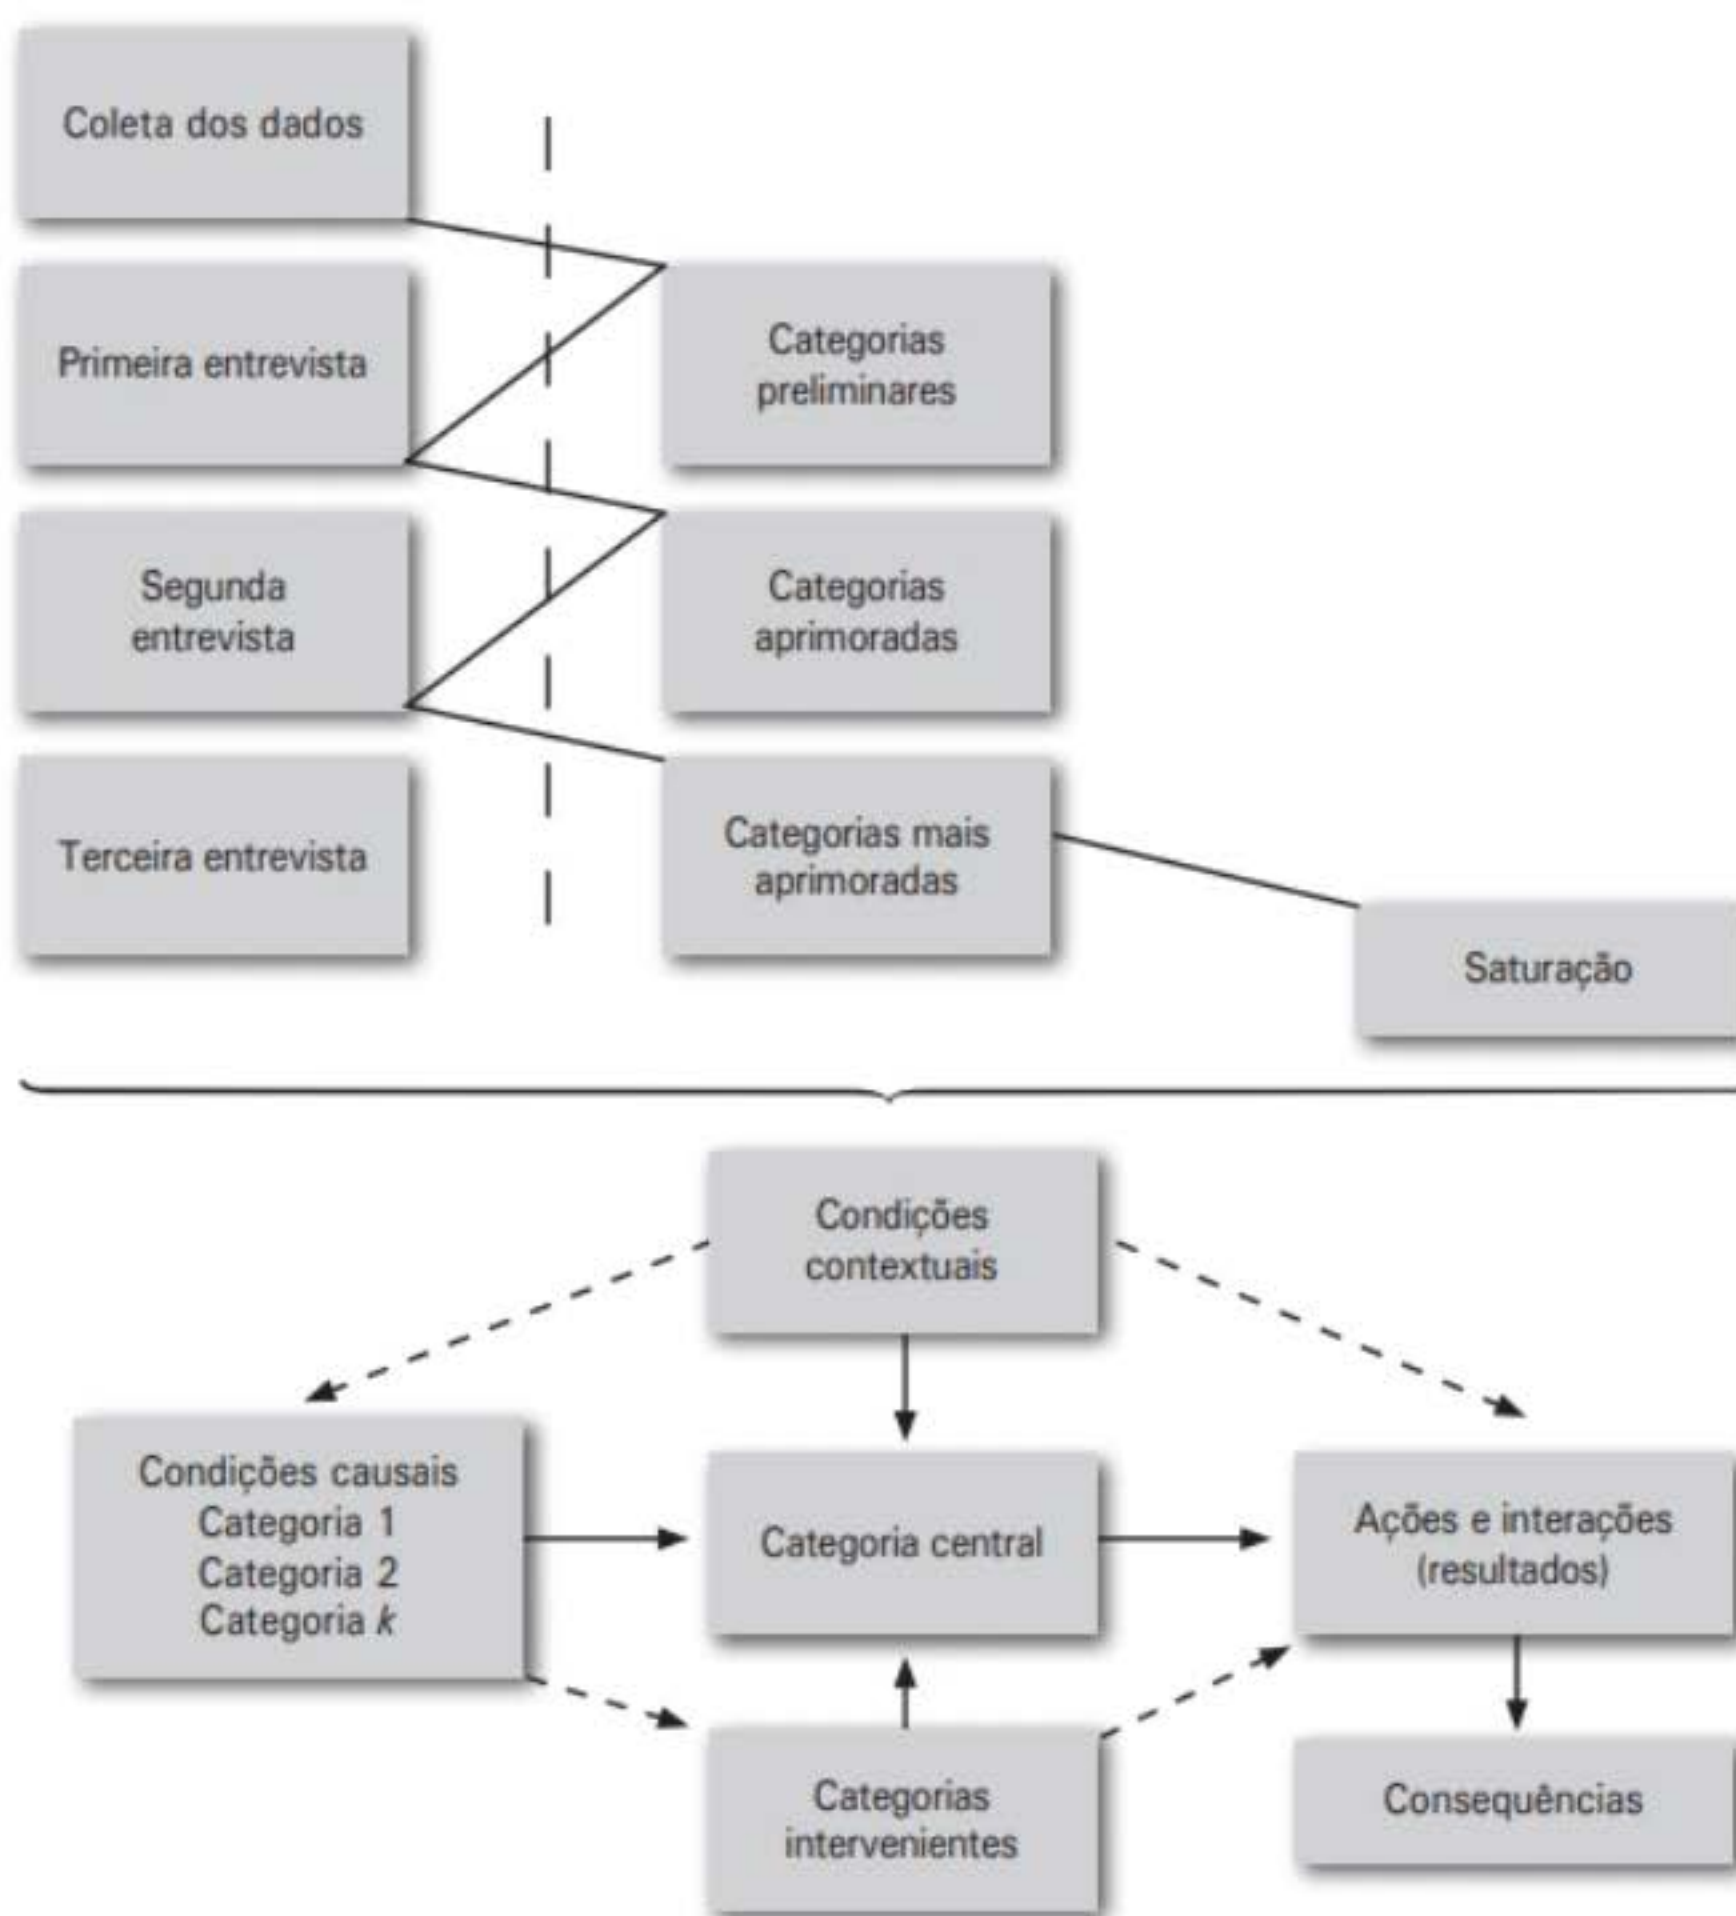 Coleta dos dados
Primeira entrevista
Categorias
preliminares
Segunda
entrevista
Categorias
aprimoradas
Terceira entrevista
Categorias mais
aprimoradas
Saturação
Condições
contextuais
Condições causais
Categoria 1
Categoria 2
Categoria k
Categoria central
Ações e interações
(resultados)
Categorias
intervenientes
Consequências